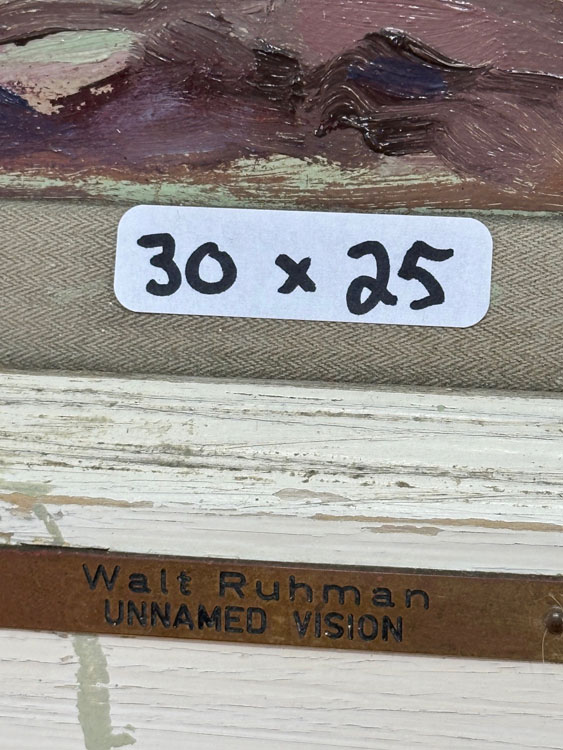 30 x 25
Walt Ruhman
UNNAMED VISION